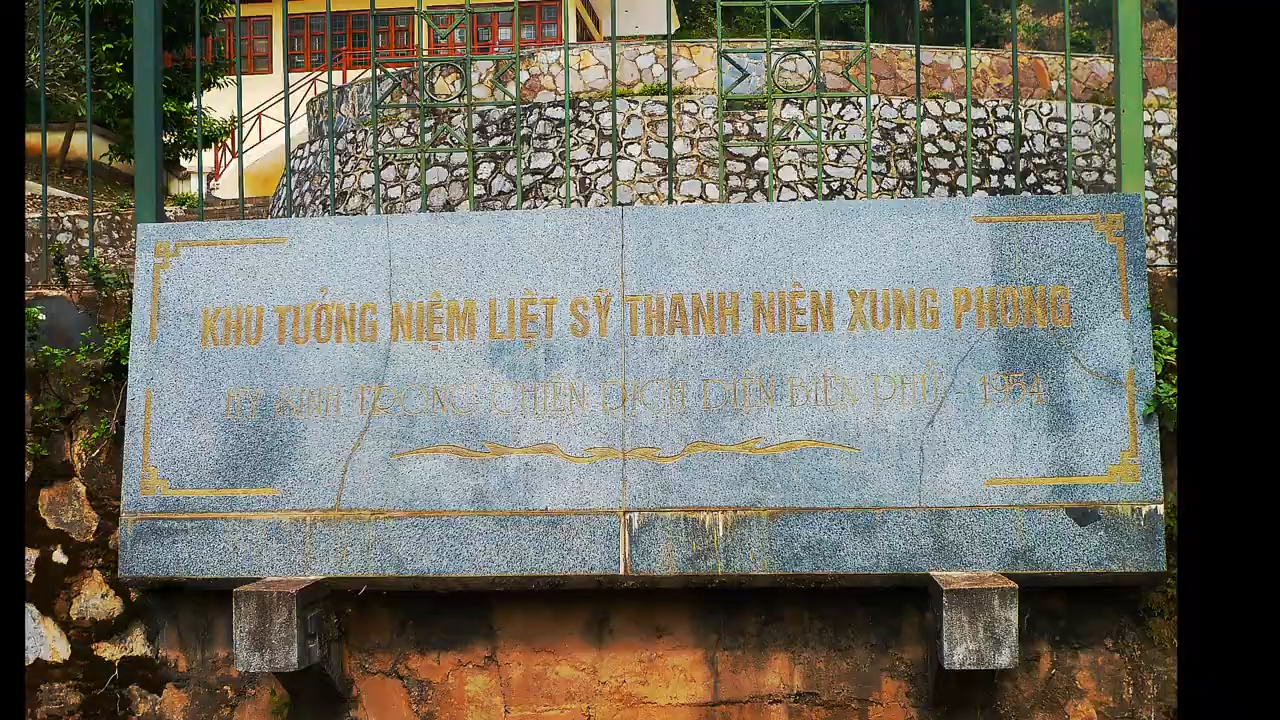 KHU TƯỞNG NIỆM LIỆT SỸ THANH NIÊN XUNG PHONG
HY SINH TRONG CHIẾN DỊCH ĐIỆN BIÊN PHỦ - 1954